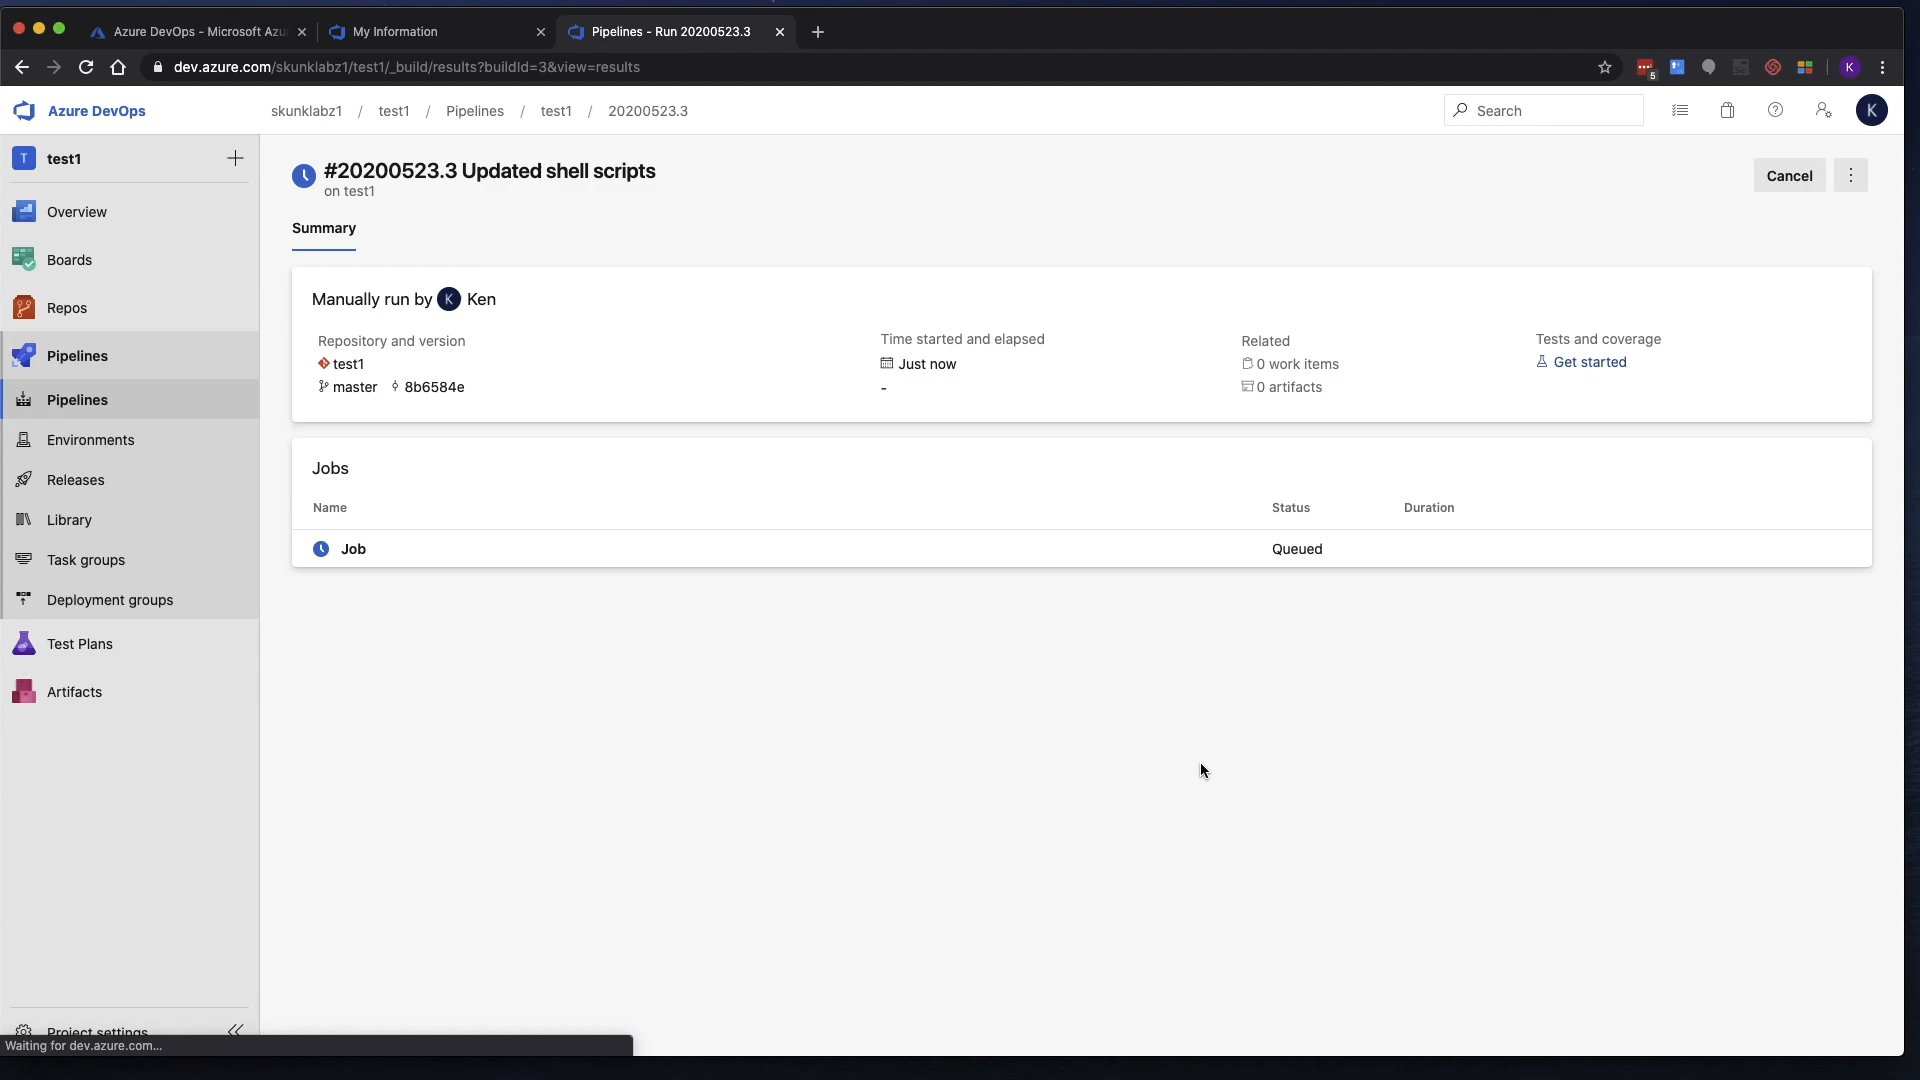 Azure DevOps - Microsoft Azu
My Information
Pipelines - Run 20200523.3
dev.azure.com/skunklabz1/test1/_build/results?buildId=3&view=results
5
K
Azure DevOps
skunklabz1 / test1 / Pipelines / test1 / 20200523.3
Search
K
T test1
Overview
Boards
Repos
Pipelines
Pipelines
Environments
Releases
Library
Task groups
Deployment groups
Test Plans
Artifacts
Project settings
#20200523.3 Updated shell scripts
on test1
Cancel
Summary
Manually run by K Ken
Repository and version
test1
master 8b6584e
Time started and elapsed
Just now
-
Related
0 work items
0 artifacts
Tests and coverage
Get started
Jobs
Name Status Duration
Job Queued
Waiting for dev.azure.com...